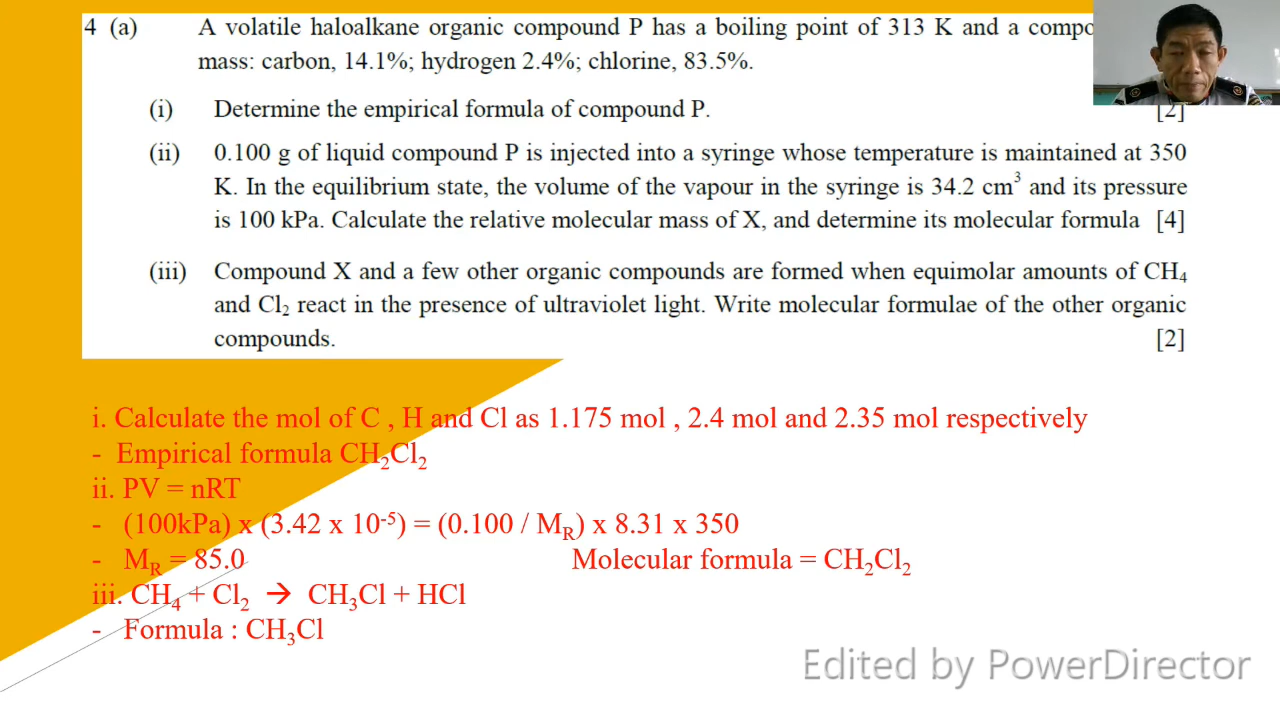 4 (a) A volatile haloalkane organic compound P has a boiling point of 313 K and a
mass: carbon, 14.1%; hydrogen 2.4%; chlorine, 83.5%.
(i) Determine the empirical formula of compound P. [2]
(ii) 0.100 g of liquid compound P is injected into a syringe whose temperature is maintained at 350
K. In the equilibrium state, the volume of the vapour in the syringe is 34.2 cm³ and its pressure
is 100 kPa. Calculate the relative molecular mass of X, and determine its molecular formula [4]
(iii) Compound X and a few other organic compounds are formed when equimolar amounts of CH₄
and Cl₂ react in the presence of ultraviolet light. Write molecular formulae of the other organic
compounds. [2]
i. Calculate the mol of C , H and Cl as 1.175 mol , 2.4 mol and 2.35 mol respectively
- Empirical formula CH₂Cl₂
ii. PV = nRT
- (100kPa) x (3.42 x 10⁻⁵) = (0.100 / M_R) x 8.31 x 350
- M_R = 85.0 Molecular formula = CH₂Cl₂
iii. CH₄ + Cl₂ → CH₃Cl + HCl
- Formula : CH₃Cl
Edited by PowerDirector